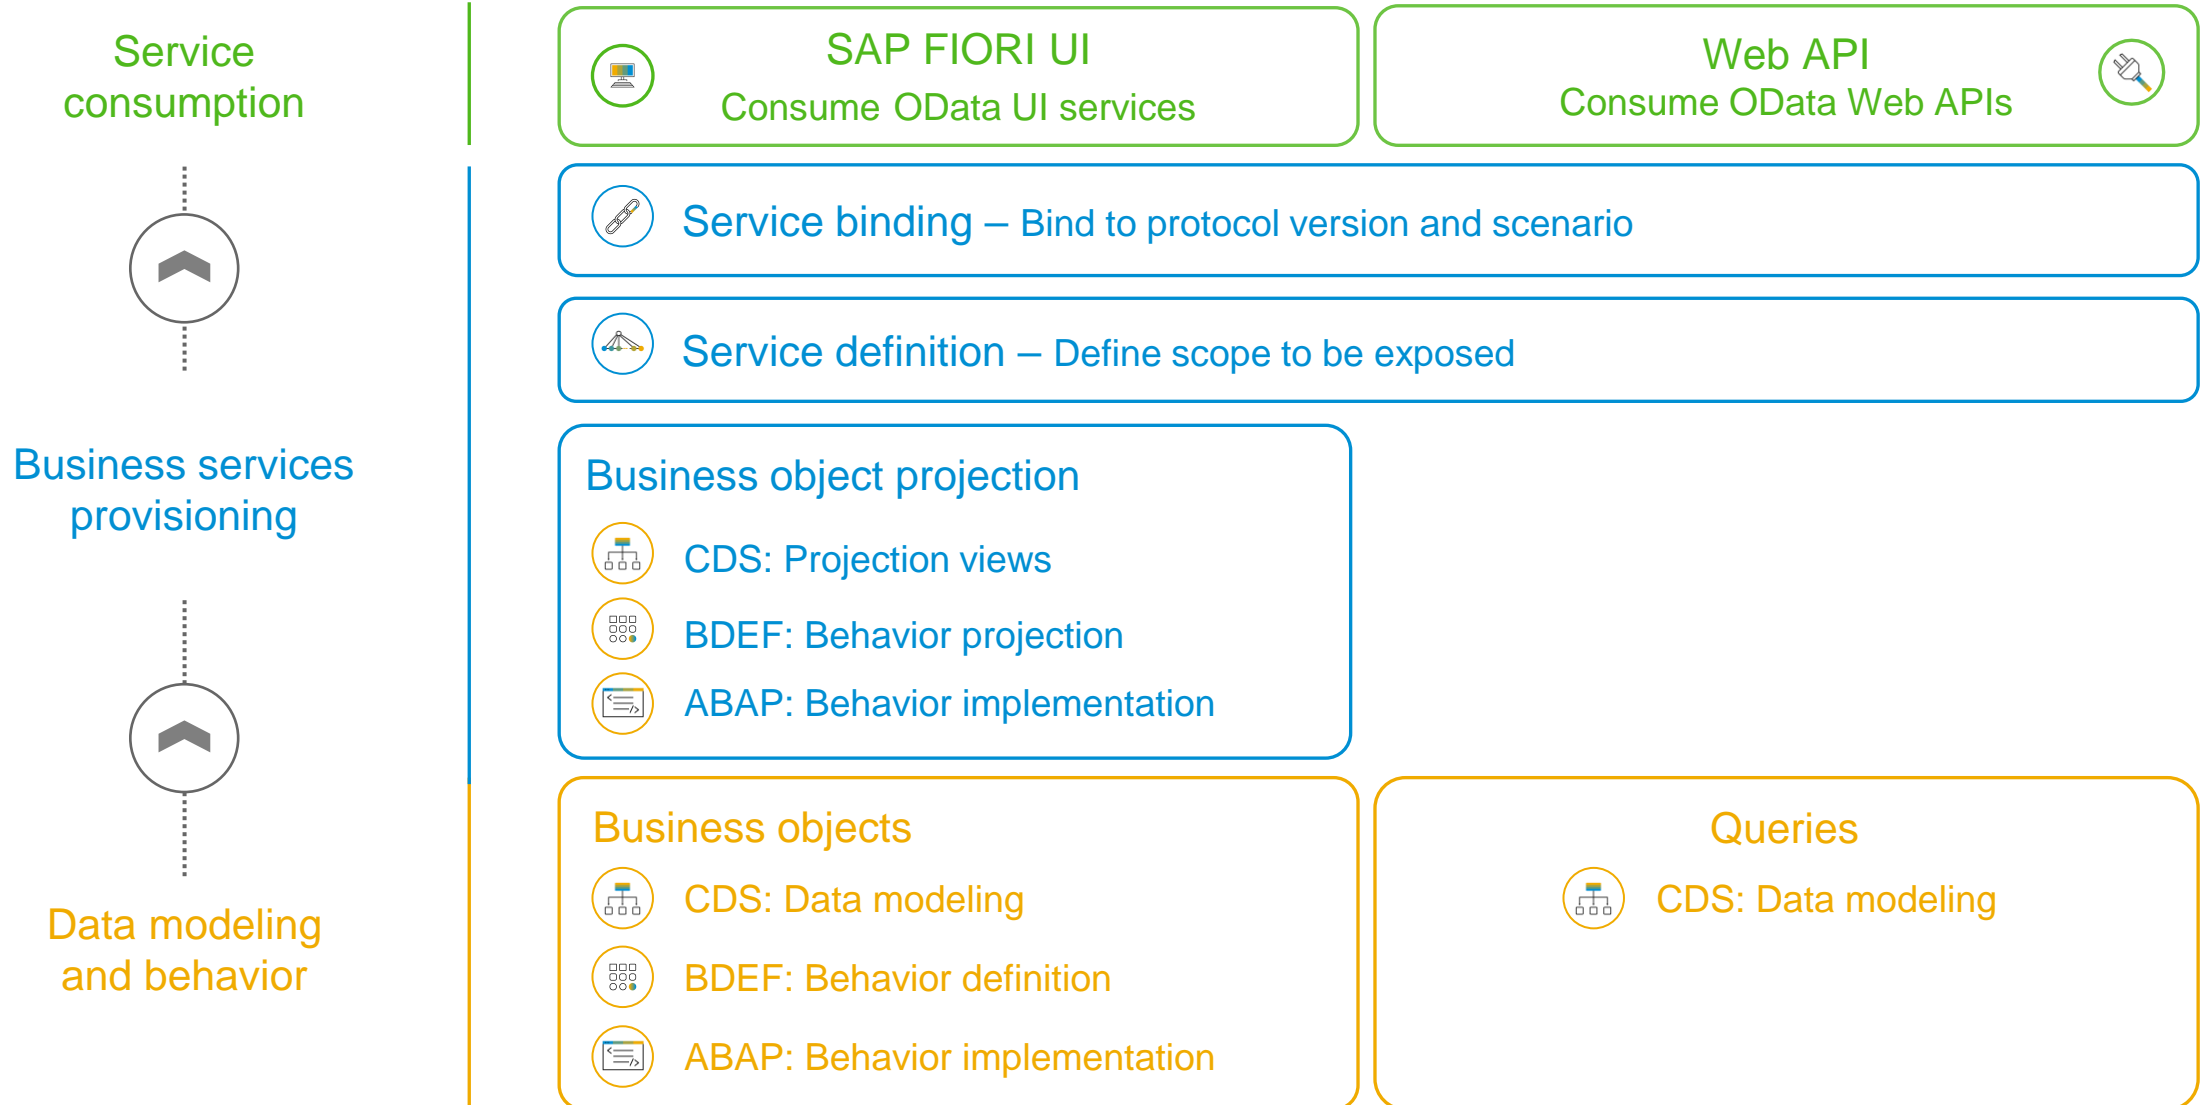 Service
consumption
SAP FIORI UI
Consume OData UI services
Web API
Consume OData Web APIs
Service binding – Bind to protocol version and scenario
Service definition – Define scope to be exposed
Business services
provisioning
Business object projection
CDS: Projection views
BDEF: Behavior projection
ABAP: Behavior implementation
Data modeling
and behavior
Business objects
CDS: Data modeling
BDEF: Behavior definition
ABAP: Behavior implementation
Queries
CDS: Data modeling